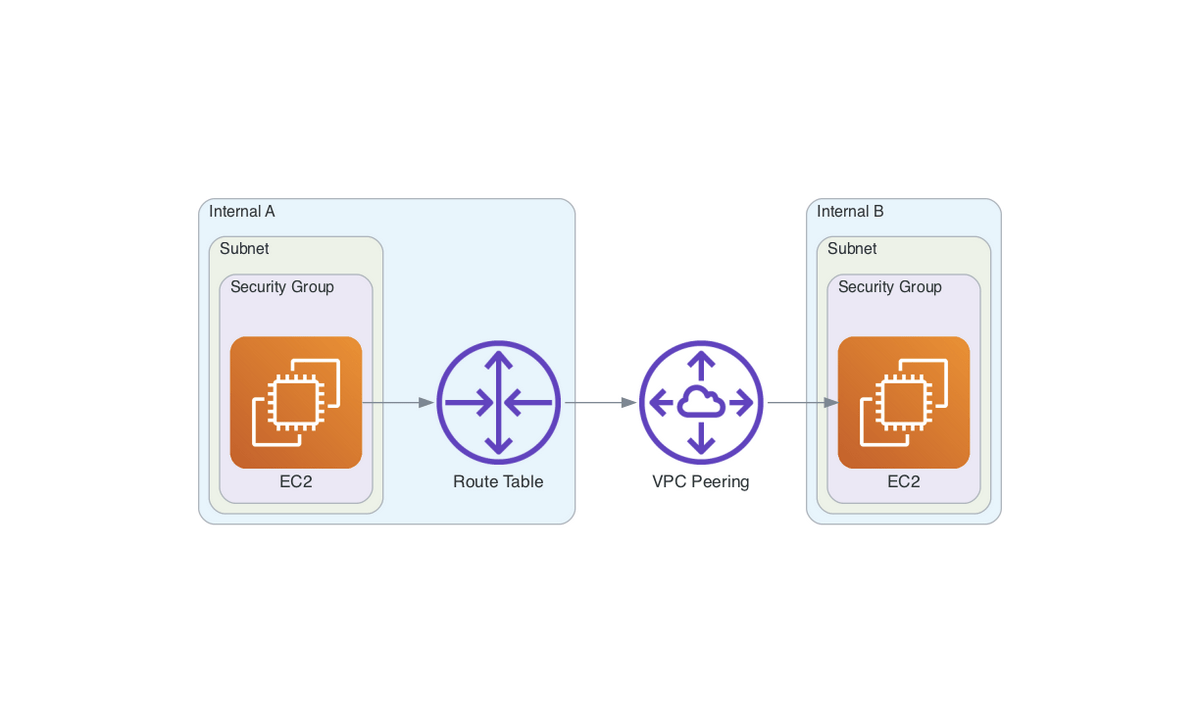 Internal A
Subnet
Security Group
EC2
Route Table
VPC Peering
Internal B
Subnet
Security Group
EC2